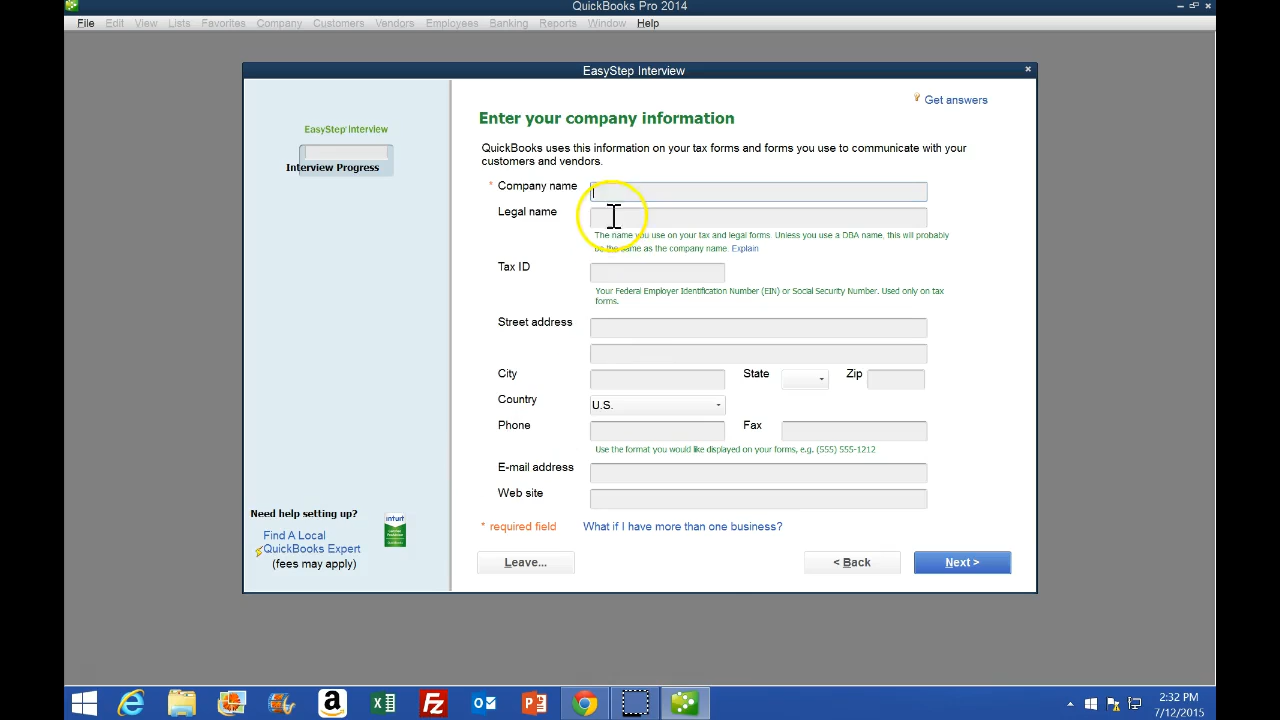 QuickBooks Pro 2014
File Edit View Lists Favorites Company Customers Vendors Employees Banking Reports Window Help
EasyStep Interview
Get answers
EasyStep Interview
Interview Progress
Enter your company information
QuickBooks uses this information on your tax forms and forms you use to communicate with your
customers and vendors.
* Company name
Legal name
The name you use on your tax and legal forms. Unless you use a DBA name, this will probably
be the same as the company name. Explain
Tax ID
Your Federal Employer Identification Number (EIN) or Social Security Number. Used only on tax
forms.
Street address
City State Zip
Country U.S.
Phone Fax
Use the format you would like displayed on your forms, e.g. (555) 555-1212
E-mail address
Web site
* required field What if I have more than one business?
Need help setting up?
Find A Local
QuickBooks Expert
(fees may apply)
intuit
Leave... < Back Next >
2:32 PM
7/12/2015